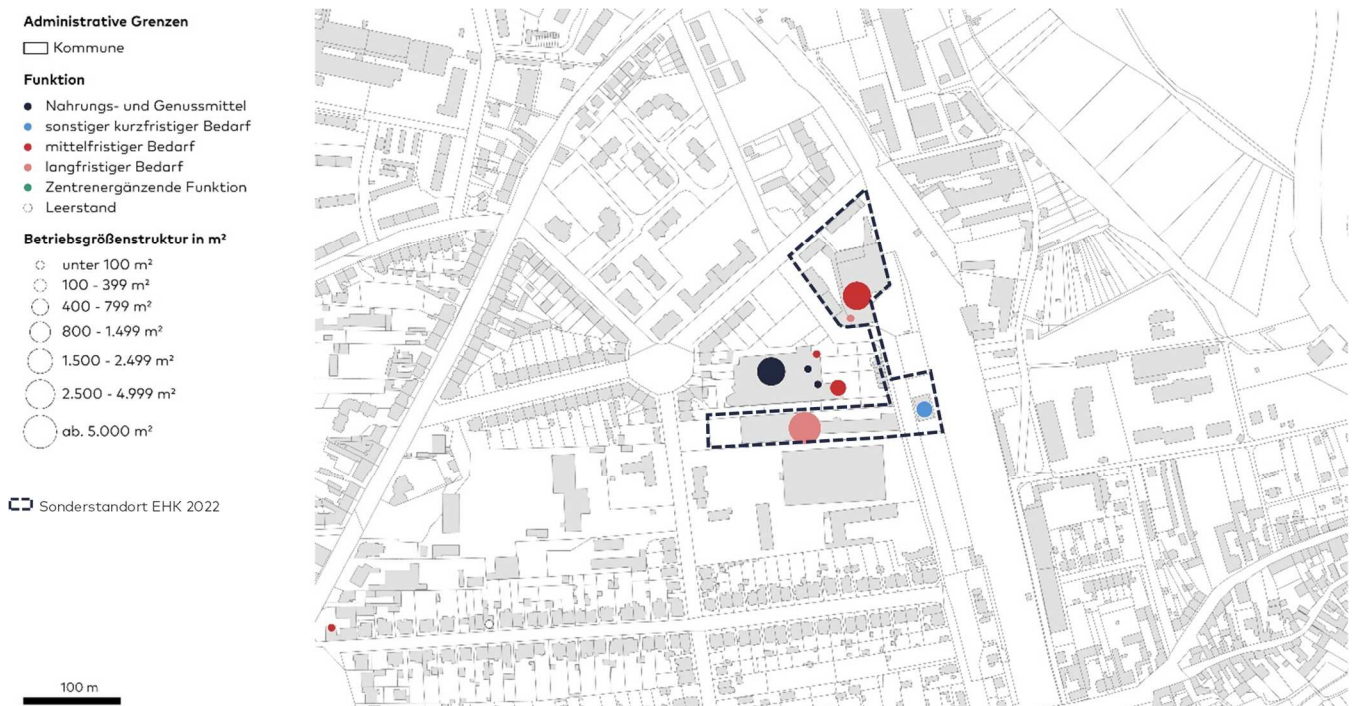 Administrative Grenzen
Kommune
Funktion
Nahrungs- und Genussmittel
sonstiger kurzfristiger Bedarf
mittelfristiger Bedarf
langfristiger Bedarf
Zentrenergänzende Funktion
Leerstand
Betriebsgrößenstruktur in m²
unter 100 m²
100 - 399 m²
400 - 799 m²
800 - 1.499 m²
1.500 - 2.499 m²
2.500 - 4.999 m²
ab. 5.000 m²
Sonderstandort EHK 2022
100 m